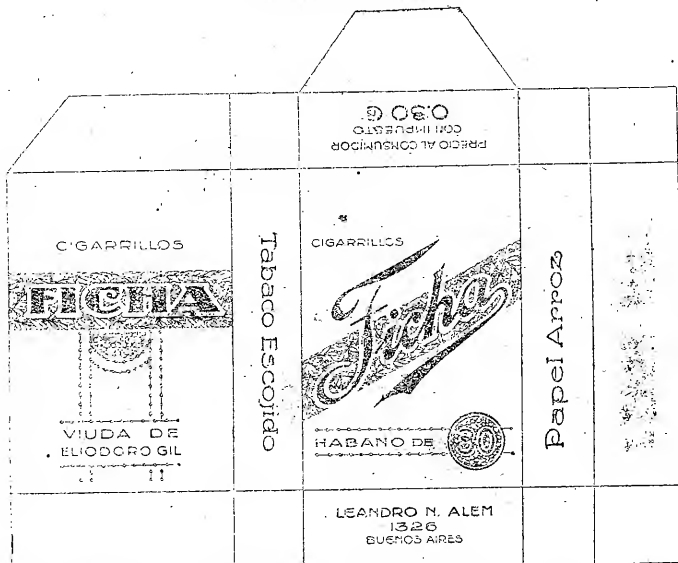 PRECIO AL CONSUMIDOR
CON IMPUESTO
0.30 G
CIGARRILLOS
FICHA
VIUDA DE
ELIODORO GIL
Tabaco Escojido
CIGARRILLOS
Ficha
HABANO DE 30
Papel Arroz
LEANDRO N. ALEM
1326
BUENOS AIRES